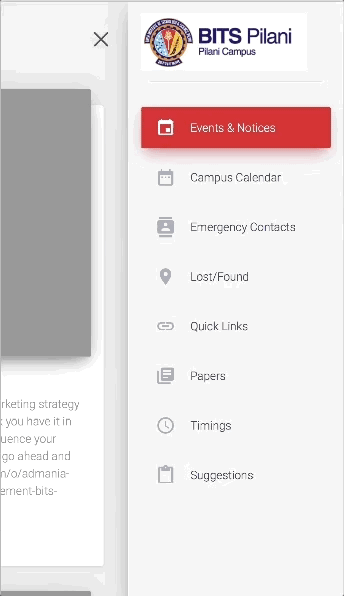 BITS Pilani
Pilani Campus
Events & Notices
Campus Calendar
Emergency Contacts
Lost/Found
Quick Links
Papers
Timings
Suggestions
rketing strategy
you have it in
uence your
go ahead and
m/o/admania-
ement-bits-